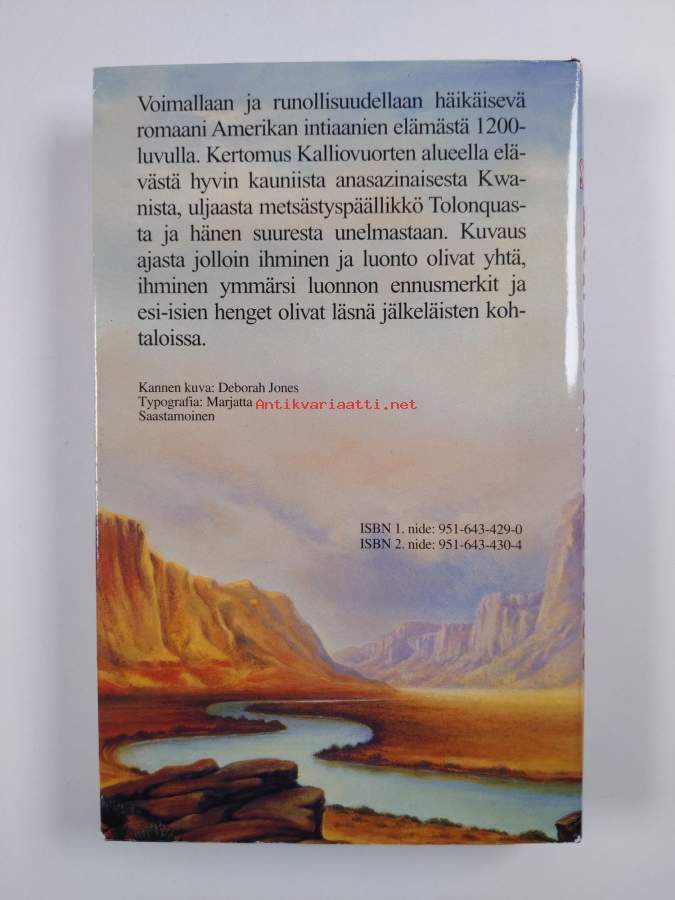 Voimallaan ja runollisuudellaan häikäisevä
romaani Amerikan intiaanien elämästä 1200-
luvulla. Kertomus Kalliovuorten alueella elä-
västä hyvin kauniista anasazinaisesta Kwa-
nista, uljaasta metsästyspäällikkö Tolonquas-
ta ja hänen suuresta unelmastaan. Kuvaus
ajasta jolloin ihminen ja luonto olivat yhtä,
ihminen ymmärsi luonnon ennusmerkit ja
esi-isien henget olivat läsnä jälkeläisten koh-
taloissa.
Kannen kuva: Deborah Jones
Typografia: Marjatta
Saastamoinen
Antikvariaatti.net
ISBN 1. nide: 951-643-429-0
ISBN 2. nide: 951-643-430-4